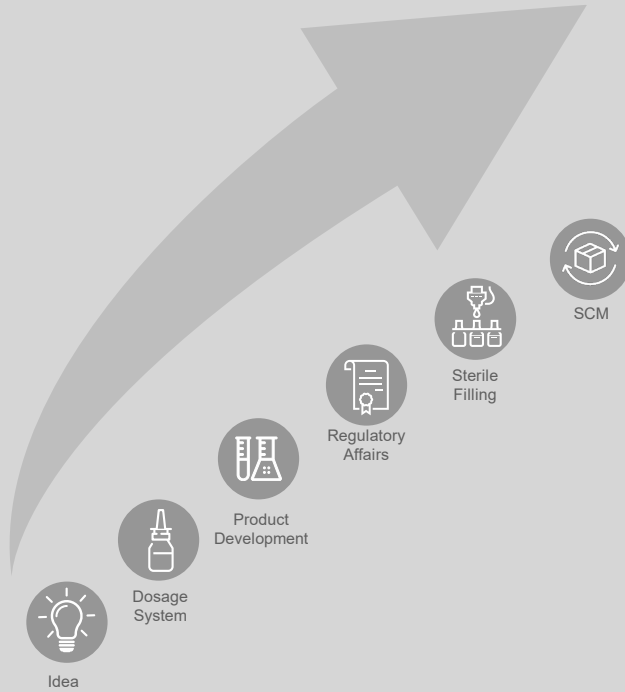 SCM
Sterile
Filling
Regulatory
Affairs
Product
Development
Dosage
System
Idea